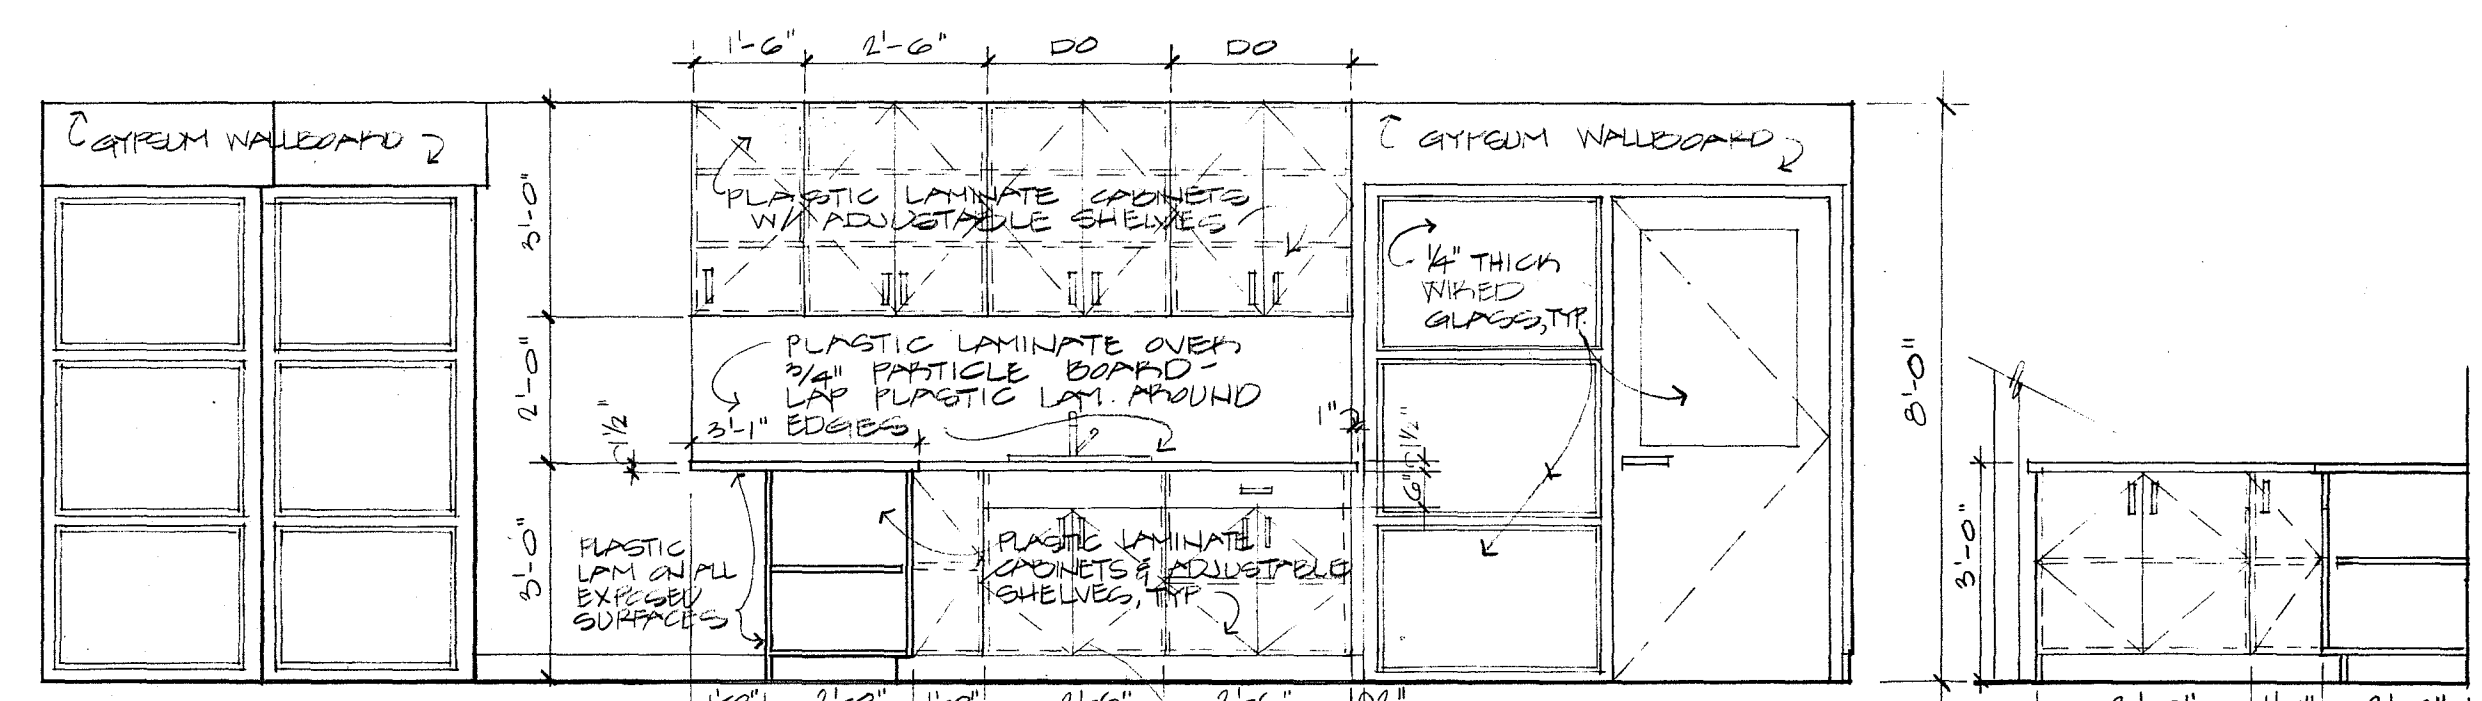 1'-6" 2'-6" DO DO
GYPSUM WALLBOARD
GYPSUM WALLBOARD
3'-0"
PLASTIC LAMINATE CABINETS
W/ ADJUSTABLE SHELVES
1/4" THICK
WIRED
GLASS, TYP.
2'-0"
PLASTIC LAMINATE OVER
3/4" PARTICLE BOARD -
LAP PLASTIC LAM. AROUND
EDGES
3'-1"
1"
1 1/2"
1 1/2"
6"
8'-0"
3'-0"
PLASTIC
LAM ON ALL
EXPOSED
SURFACES
PLASTIC LAMINATE
CABINETS & ADJUSTABLE
SHELVES, TYP
3'-0"